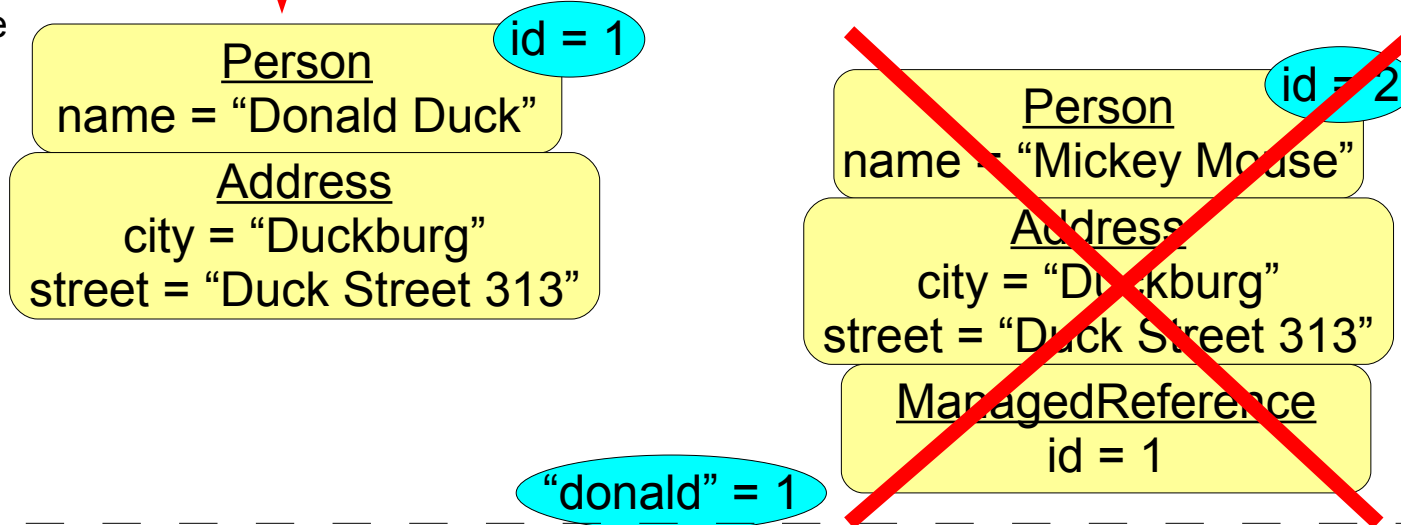 e
id = 1
Person
name = “Donald Duck”
Address
city = “Duckburg”
street = “Duck Street 313”
id = 2
Person
name = “Mickey Mouse”
Address
city = “Duckburg”
street = “Duck Street 313”
ManagedReference
id = 1
“donald” = 1